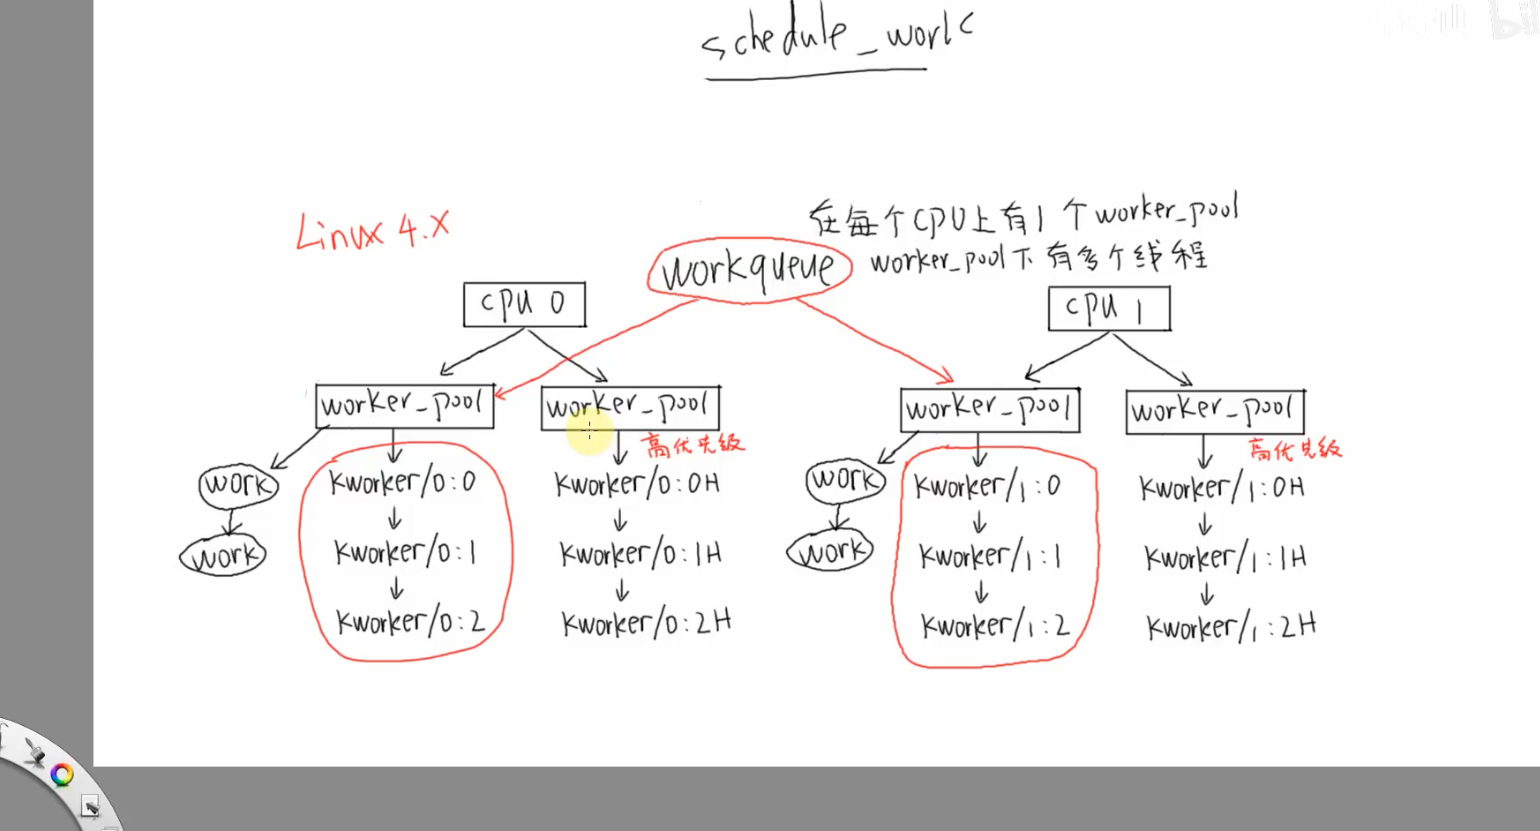 schedule_work
Linux 4.X
在每个CPU上有1个worker_pool
worker_pool下有多个线程
workqueue
CPU 0
CPU 1
worker_pool
worker_pool
worker_pool
worker_pool
高优先级
高优先级
work
kworker/0:0
kworker/0:0H
work
kworker/1:0
kworker/1:0H
work
kworker/0:1
kworker/0:1H
work
kworker/1:1
kworker/1:1H
kworker/0:2
kworker/0:2H
kworker/1:2
kworker/1:2H